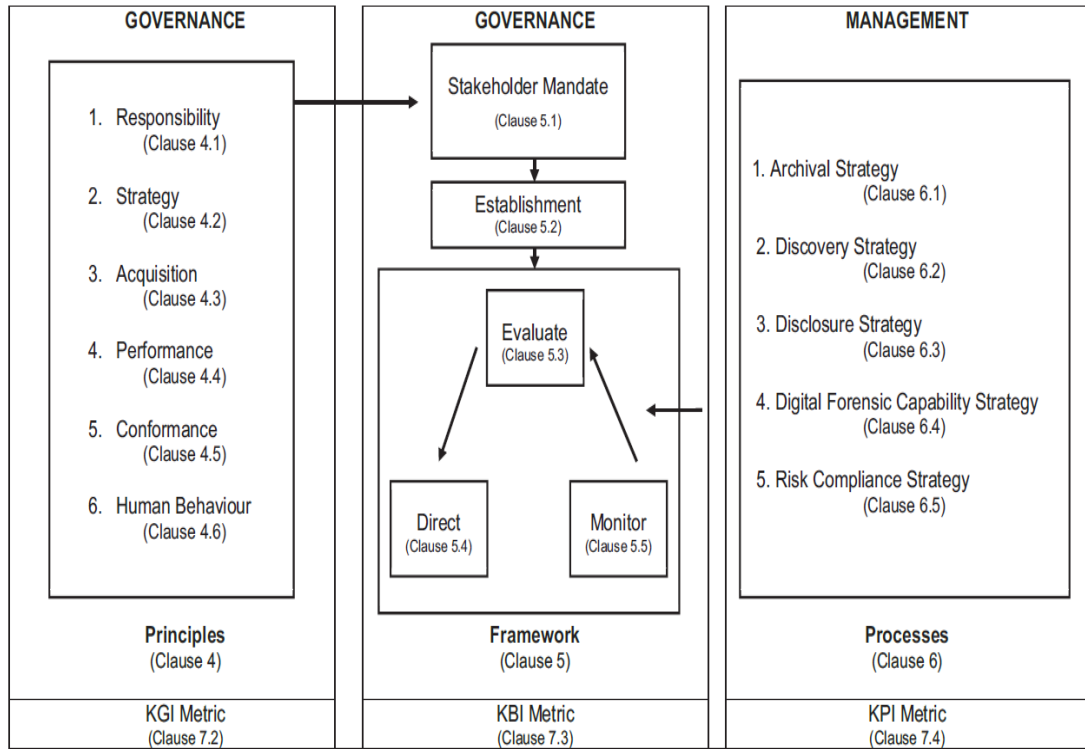 GOVERNANCE
1. Responsibility
(Clause 4.1)
2. Strategy
(Clause 4.2)
3. Acquisition
(Clause 4.3)
4. Performance
(Clause 4.4)
5. Conformance
(Clause 4.5)
6. Human Behaviour
(Clause 4.6)
Principles
(Clause 4)
KGI Metric
(Clause 7.2)
GOVERNANCE
Stakeholder Mandate
(Clause 5.1)
Establishment
(Clause 5.2)
Evaluate
(Clause 5.3)
Direct
(Clause 5.4)
Monitor
(Clause 5.5)
Framework
(Clause 5)
KBI Metric
(Clause 7.3)
MANAGEMENT
1. Archival Strategy
(Clause 6.1)
2. Discovery Strategy
(Clause 6.2)
3. Disclosure Strategy
(Clause 6.3)
4. Digital Forensic Capability Strategy
(Clause 6.4)
5. Risk Compliance Strategy
(Clause 6.5)
Processes
(Clause 6)
KPI Metric
(Clause 7.4)